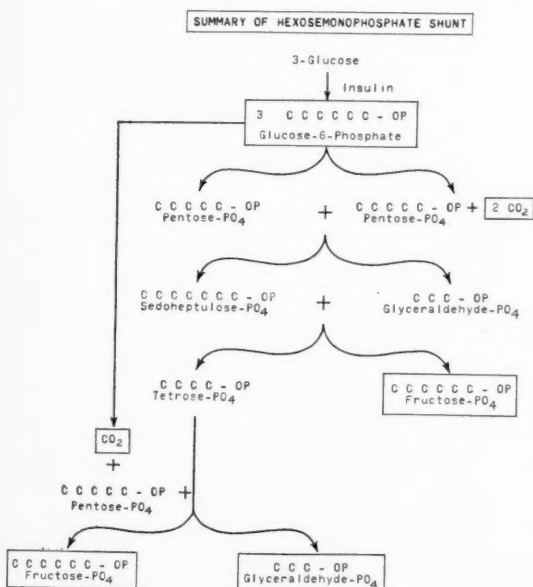 SUMMARY OF HEXOSEMONOPHOSPHATE SHUNT
3-Glucose
Insulin
3 C C C C C C - OP
Glucose-6-Phosphate
C C C C C - OP + C C C C C - OP + 2 CO2
Pentose-PO4 Pentose-PO4
C C C C C C C - OP + C C C - OP
Sedoheptulose-PO4 Glyceraldehyde-PO4
C C C C - OP C C C C C C - OP
Tetrose-PO4 Fructose-PO4
CO2
+
C C C C C - OP +
Pentose-PO4
C C C C C C - OP C C C - OP
Fructose-PO4 Glyceraldehyde-PO4